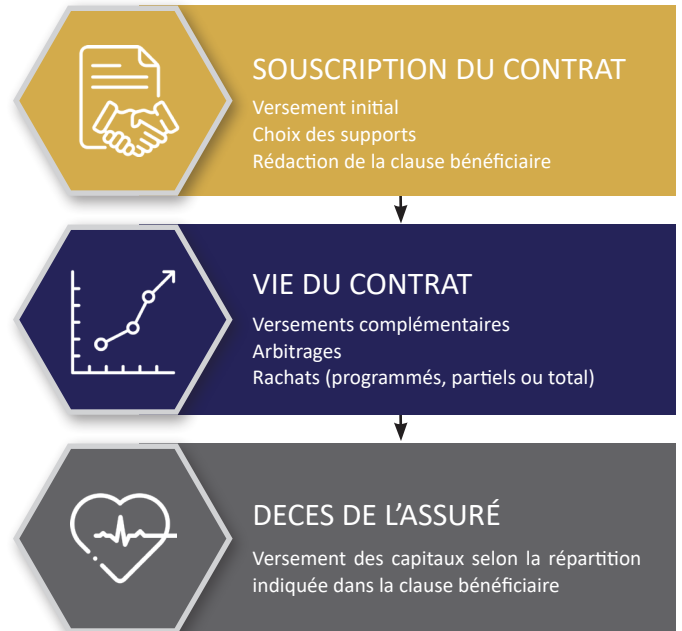 SOUSCRIPTION DU CONTRAT
Versement initial
Choix des supports
Rédaction de la clause bénéficiaire
VIE DU CONTRAT
Versements complémentaires
Arbitrages
Rachats (programmés, partiels ou total)
DECES DE L'ASSURÉ
Versement des capitaux selon la répartition
indiquée dans la clause bénéficiaire